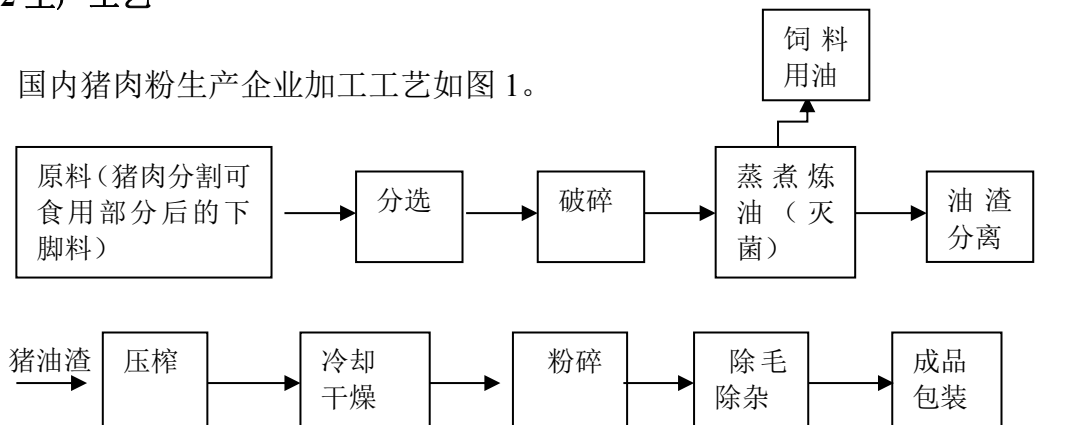 2 生产工艺
国内猪肉粉生产企业加工工艺如图 1。
饲 料
用油
原料（猪肉分割可
食用部分后的下
脚料）
分选
破碎
蒸 煮 炼
油 （ 灭
菌）
油 渣
分离
猪油渣
压榨
冷却
干燥
粉碎
除毛
除杂
成品
包装